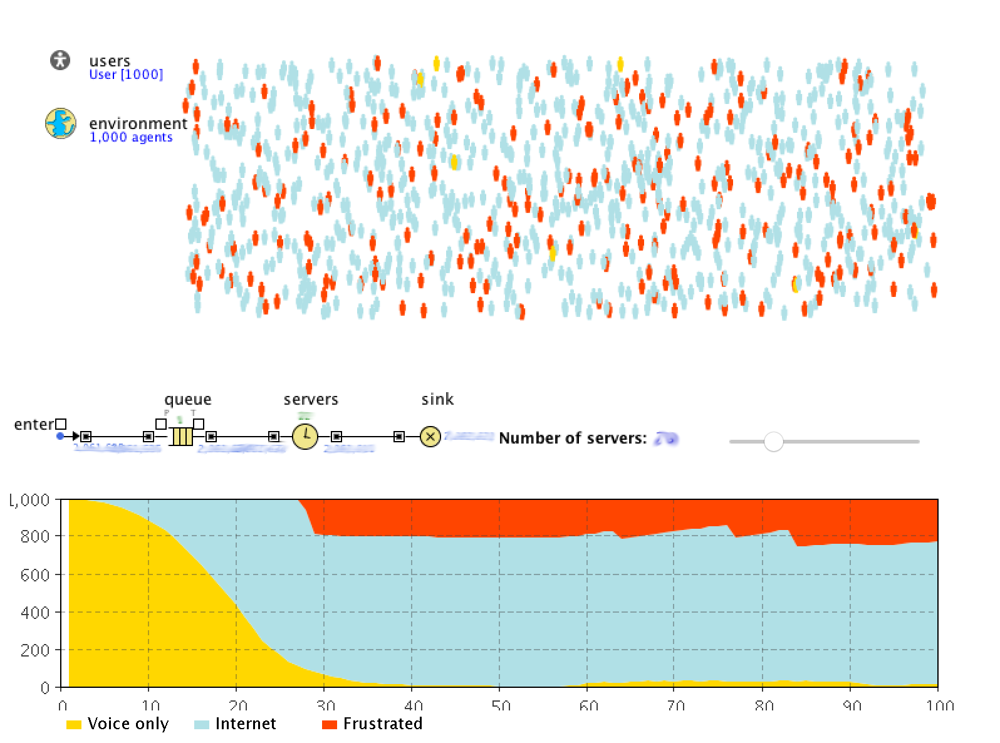 users
User [1000]
environment
1,000 agents
queue
servers
sink
P
T
enter
Number of servers:
1,000
800
600
400
200
0
0
10
20
30
40
50
60
70
80
90
100
Voice only
Internet
Frustrated